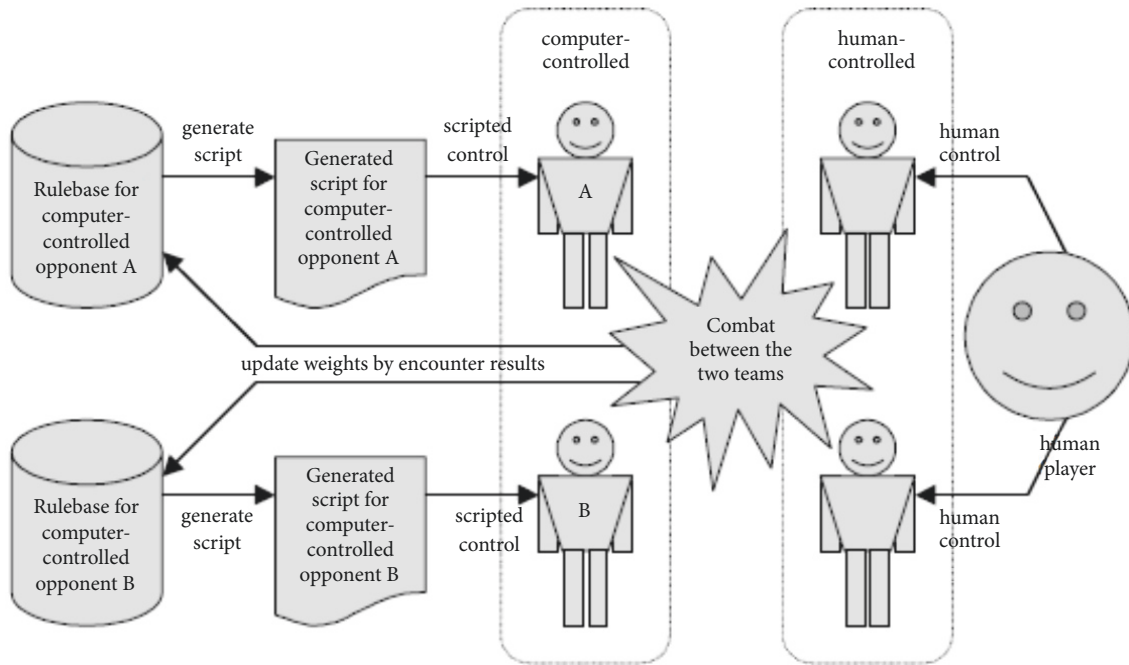 computer-
controlled
human-
controlled
generate
script
scripted
control
human
control
Rulebase for
computer-
controlled
opponent A
Generated
script for
computer-
controlled
opponent A
A
Combat
between the
two teams
update weights by encounter results
human
player
Rulebase for
computer-
controlled
opponent B
generate
script
Generated
script for
computer-
controlled
opponent B
scripted
control
B
human
control